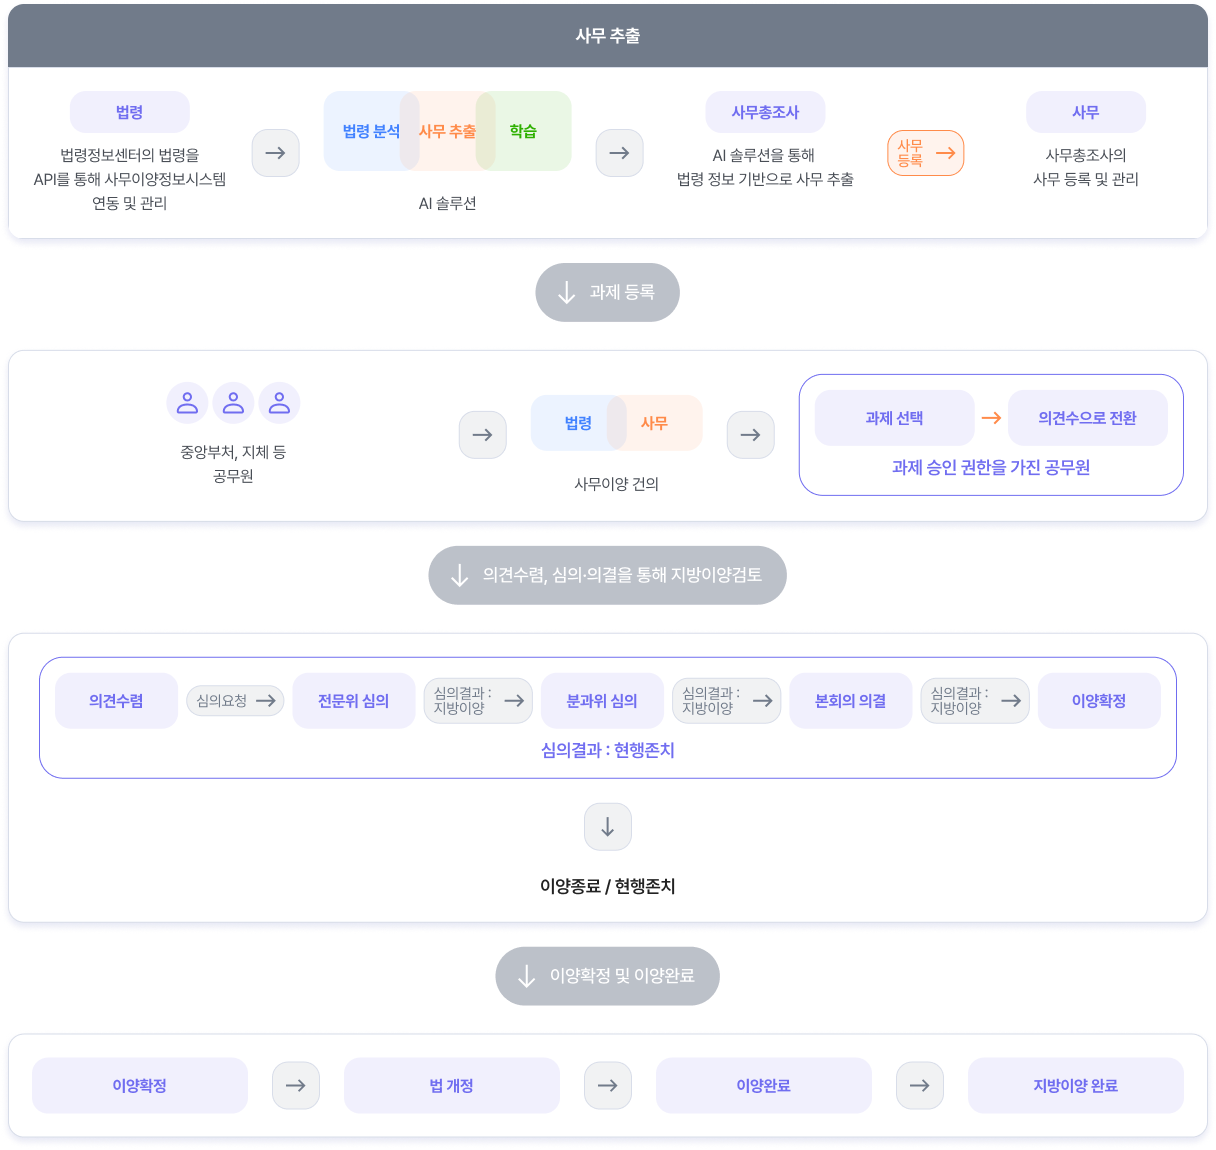 사무 추출
법령
법령정보센터의 법령을
API를 통해 사무이양정보시스템
연동 및 관리
법령 분석
사무 추출
학습
AI 솔루션
사무총조사
AI 솔루션을 통해
법령 정보 기반으로 사무 추출
사무
등록
사무
사무총조사의
사무 등록 및 관리
과제 등록
중앙부처, 지체 등
공무원
법령
사무
사무이양 건의
과제 선택
의견수으로 전환
과제 승인 권한을 가진 공무원
의견수렴, 심의·의결을 통해 지방이양검토
의견수렴
심의요청
전문위 심의
심의결과 :
지방이양
분과위 심의
심의결과 :
지방이양
본회의 의결
심의결과 :
지방이양
이양확정
심의결과 : 현행존치
이양종료 / 현행존치
이양확정 및 이양완료
이양확정
법 개정
이양완료
지방이양 완료